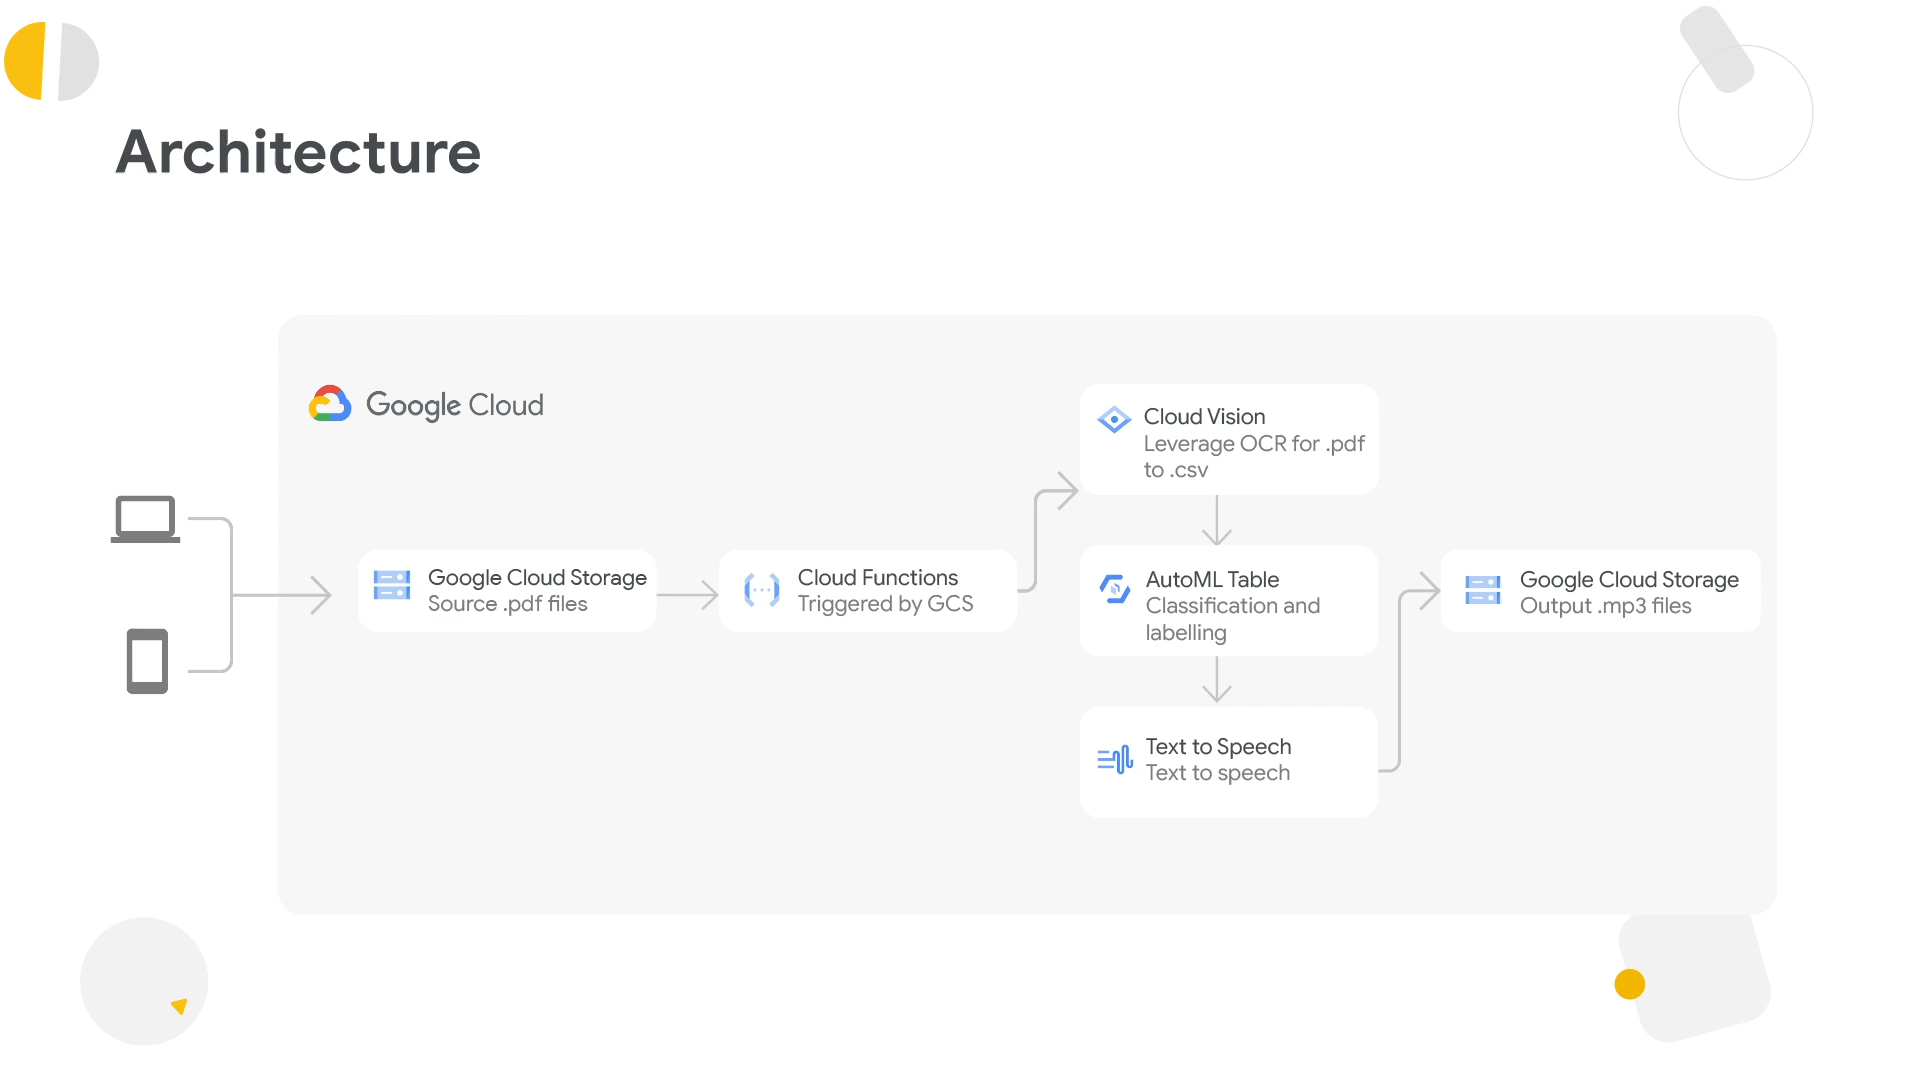 Architecture
Google Cloud
Google Cloud Storage
Source .pdf files
Cloud Functions
Triggered by GCS
Cloud Vision
Leverage OCR for .pdf
to .csv
AutoML Table
Classification and
labelling
Text to Speech
Text to speech
Google Cloud Storage
Output .mp3 files